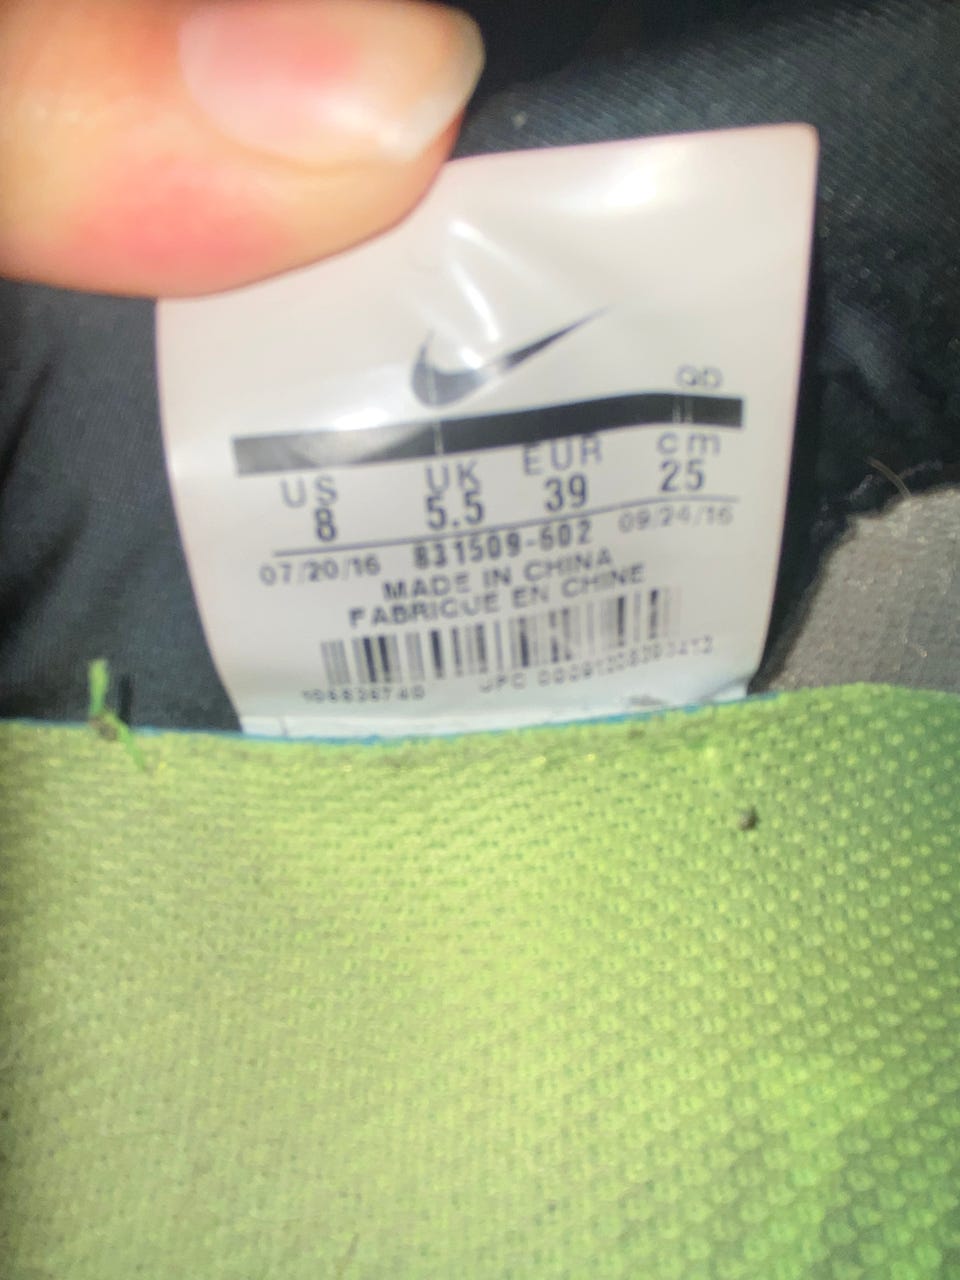 QD
US UK EUR cm
8 5.5 39 25
07/20/16 831509-602 09/24/16
MADE IN CHINA
FABRIQUE EN CHINE
UPC